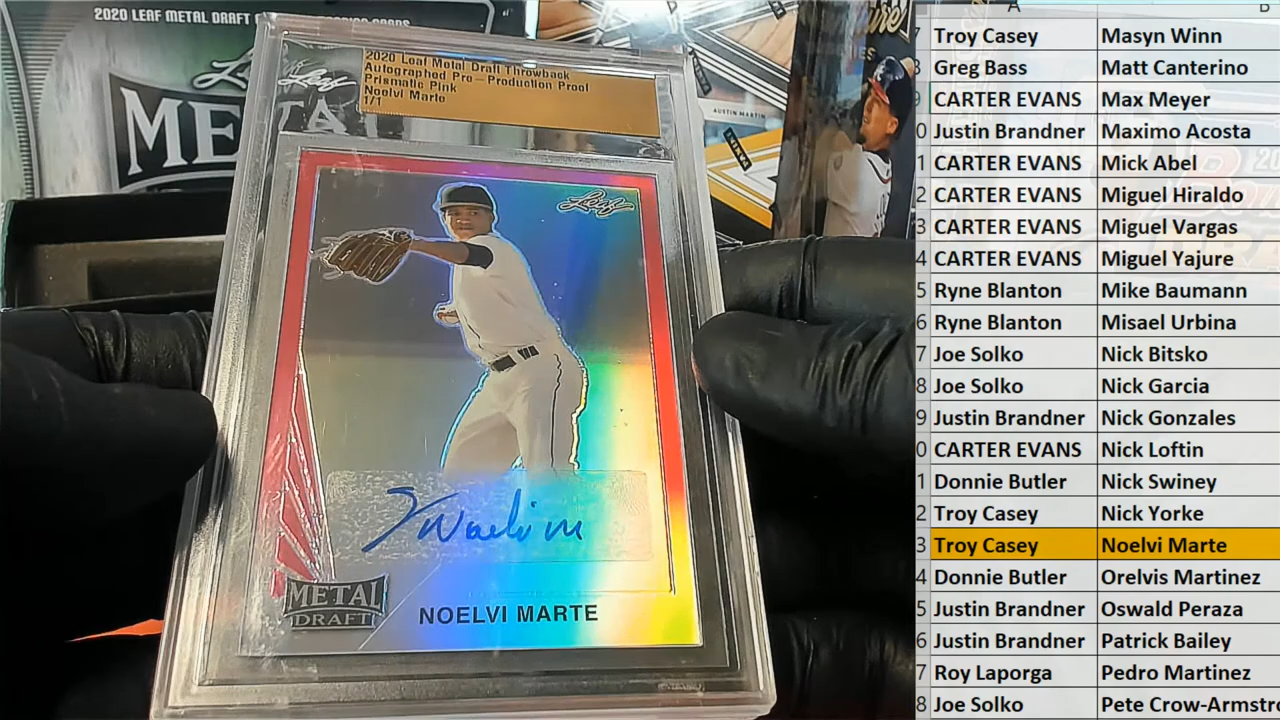 2020 LEAF METAL DRAFT
Leaf
METAL
2020 Leaf Metal Draft Throwback
Autographed Pre-Production Proof
Prismatic Pink
Noelvi Marte
1/1
Leaf
AUSTIN MARTIN
METAL
DRAFT
NOELVI MARTE
A B
Troy Casey Masyn Winn
Greg Bass Matt Canterino
CARTER EVANS Max Meyer
Justin Brandner Maximo Acosta
CARTER EVANS Mick Abel
CARTER EVANS Miguel Hiraldo
CARTER EVANS Miguel Vargas
CARTER EVANS Miguel Yajure
Ryne Blanton Mike Baumann
Ryne Blanton Misael Urbina
Joe Solko Nick Bitsko
Joe Solko Nick Garcia
Justin Brandner Nick Gonzales
CARTER EVANS Nick Loftin
Donnie Butler Nick Swiney
Troy Casey Nick Yorke
Troy Casey Noelvi Marte
Donnie Butler Orelvis Martinez
Justin Brandner Oswald Peraza
Justin Brandner Patrick Bailey
Roy Laporga Pedro Martinez
Joe Solko Pete Crow-Armstro